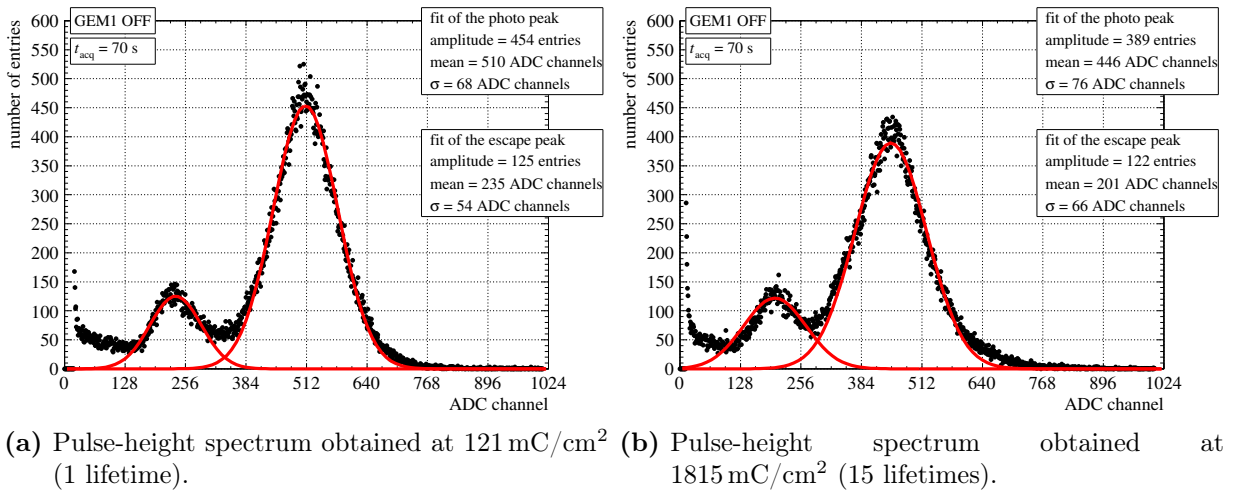 GEM1 OFF
t_acq = 70 s
fit of the photo peak
amplitude = 454 entries
mean = 510 ADC channels
σ = 68 ADC channels
fit of the escape peak
amplitude = 125 entries
mean = 235 ADC channels
σ = 54 ADC channels
number of entries
600
550
500
450
400
350
300
250
200
150
100
50
0
0 128 256 384 512 640 768 896 1024
ADC channel
(a) Pulse-height spectrum obtained at 121 mC/cm²
(1 lifetime).
GEM1 OFF
t_acq = 70 s
fit of the photo peak
amplitude = 389 entries
mean = 446 ADC channels
σ = 76 ADC channels
fit of the escape peak
amplitude = 122 entries
mean = 201 ADC channels
σ = 66 ADC channels
number of entries
600
550
500
450
400
350
300
250
200
150
100
50
0
0 128 256 384 512 640 768 896 1024
ADC channel
(b) Pulse-height spectrum obtained at
1815 mC/cm² (15 lifetimes).